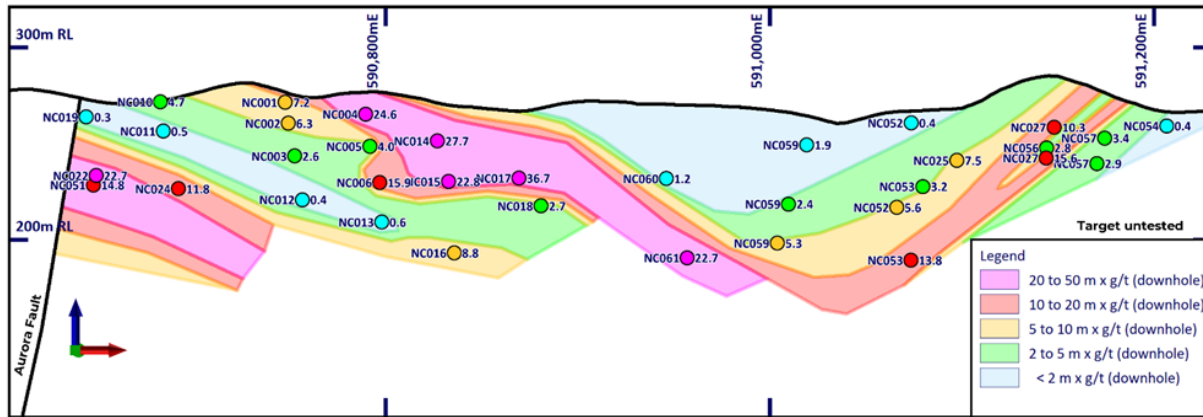 300m RL
590,800mE
591,000mE
591,200mE
NC010 4.7
NC001 7.2
NC019 0.3
NC004 24.6
NC002 6.3
NC011 0.5
NC052 0.4
NC054 0.4
NC027 10.3
NC014 27.7
NC057 3.4
NC005 4.0
NC059 1.9
NC056 2.8
NC003 2.6
NC027 15.6
NC025 7.5
NC057 2.9
NC022 22.7
NC051 14.8
NC024 11.8
NC006 15.9
NC015 22.8
NC017 36.7
NC060 1.2
NC053 3.2
NC012 0.4
NC018 2.7
NC059 2.4
NC052 5.6
200m RL
NC013 0.6
Target untested
NC016 8.8
NC059 5.3
NC061 22.7
NC053 13.8
Legend
20 to 50 m x g/t (downhole)
10 to 20 m x g/t (downhole)
5 to 10 m x g/t (downhole)
2 to 5 m x g/t (downhole)
< 2 m x g/t (downhole)
Aurora Fault